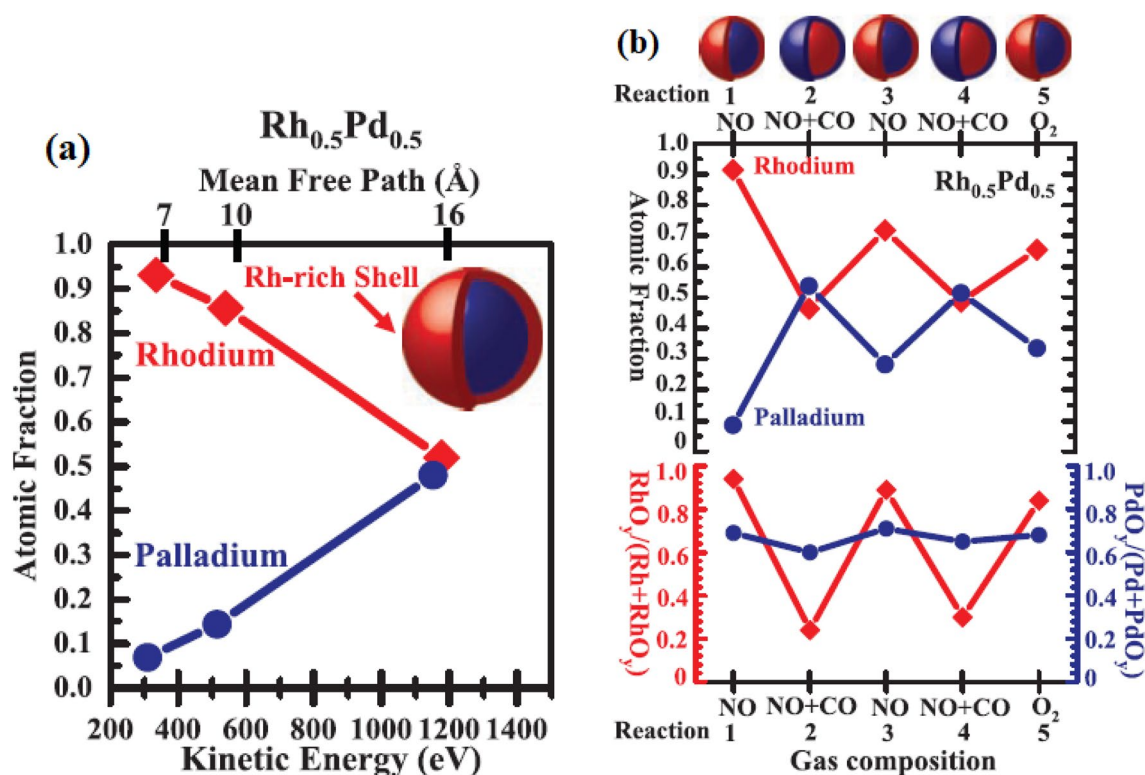 (a)
Rh0.5Pd0.5
Mean Free Path (Å)
7 10 16
Rh-rich Shell
Rhodium
Palladium
Atomic Fraction
1.0
0.9
0.8
0.7
0.6
0.5
0.4
0.3
0.2
0.1
0.0
200 400 600 800 1000 1200 1400
Kinetic Energy (eV)
(b)
Reaction 1 2 3 4 5
NO NO+CO NO NO+CO O2
Rhodium
Rh0.5Pd0.5
Palladium
Atomic Fraction
1.0
0.9
0.8
0.7
0.6
0.5
0.4
0.3
0.2
0.1
0
RhOy/(Rh+RhOy)
1.0
0.8
0.6
0.4
0.2
0
PdOy/(Pd+PdOy)
1.0
0.8
0.6
0.4
0.2
0
NO NO+CO NO NO+CO O2
Reaction 1 2 3 4 5
Gas composition